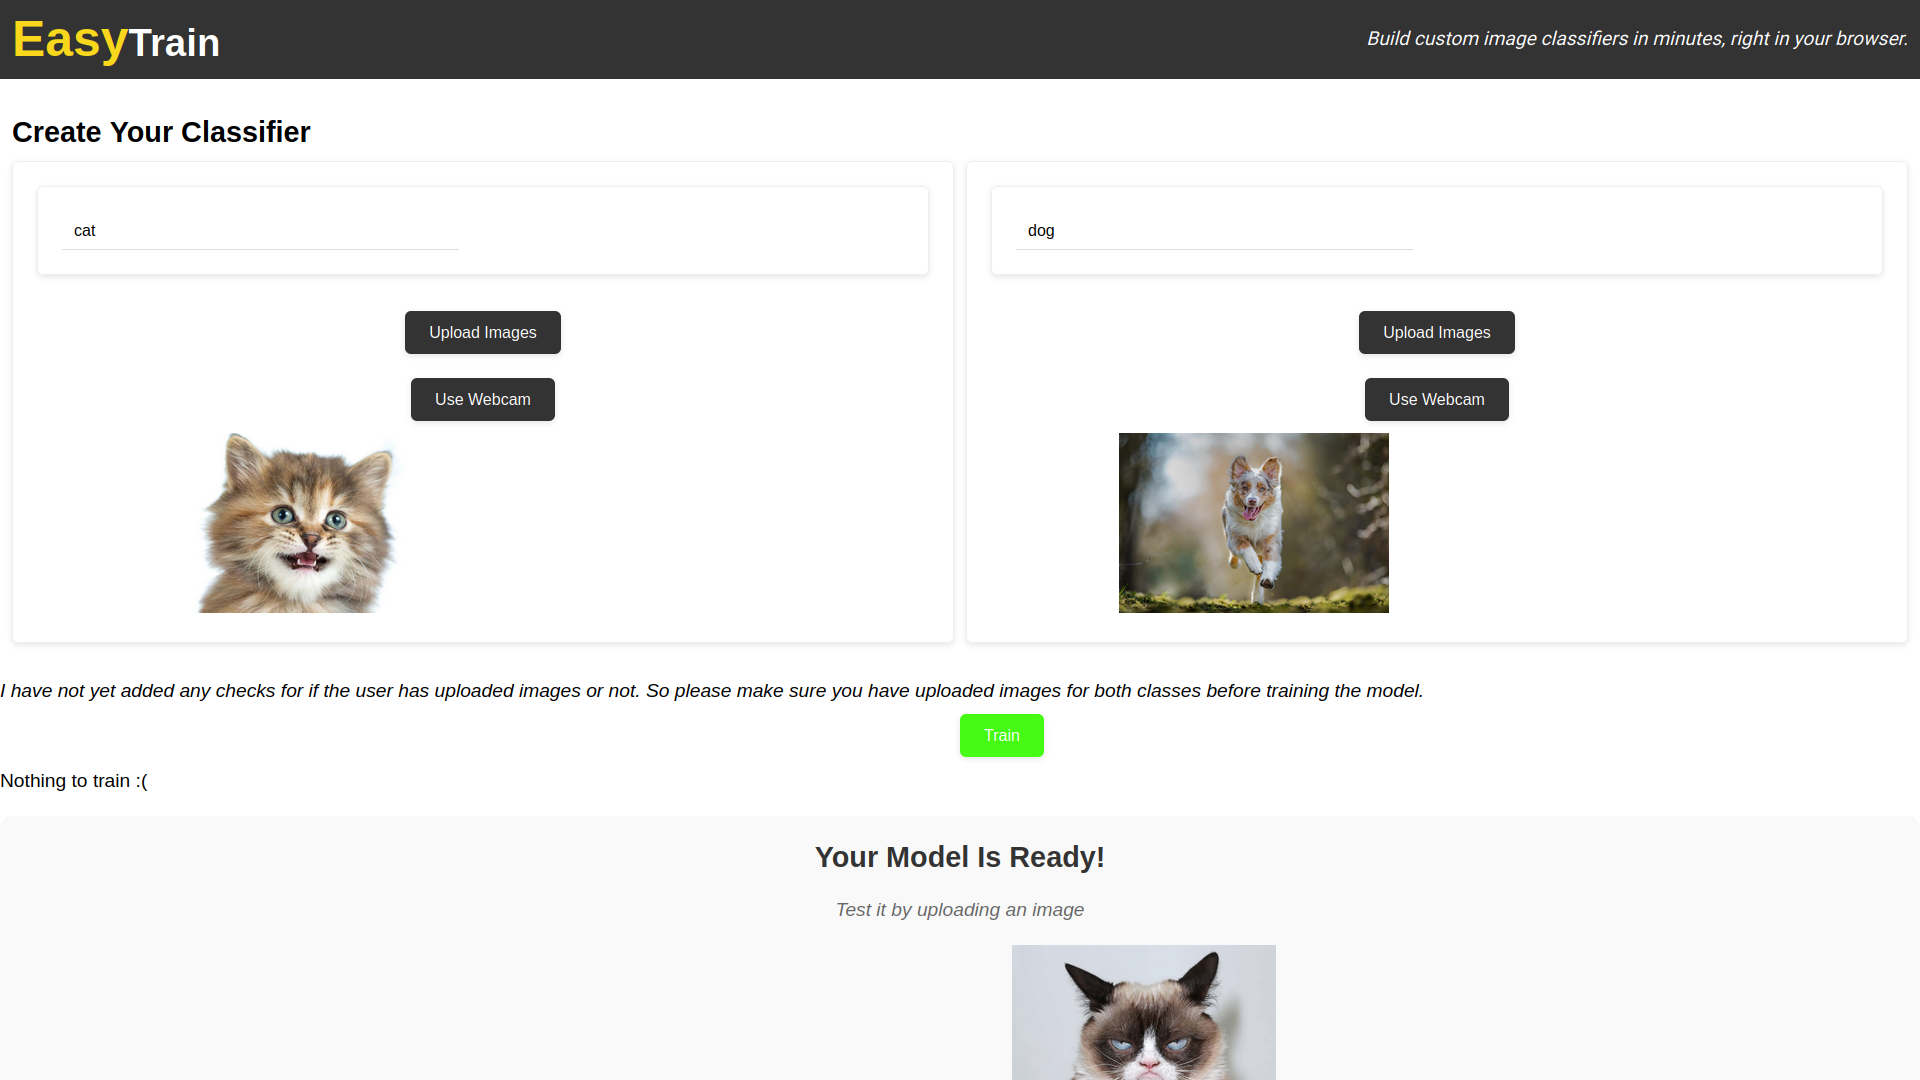 EasyTrain
Build custom image classifiers in minutes, right in your browser.
Create Your Classifier
cat
Upload Images
Use Webcam
dog
Upload Images
Use Webcam
I have not yet added any checks for if the user has uploaded images or not. So please make sure you have uploaded images for both classes before training the model.
Train
Nothing to train :(
Your Model Is Ready!
Test it by uploading an image